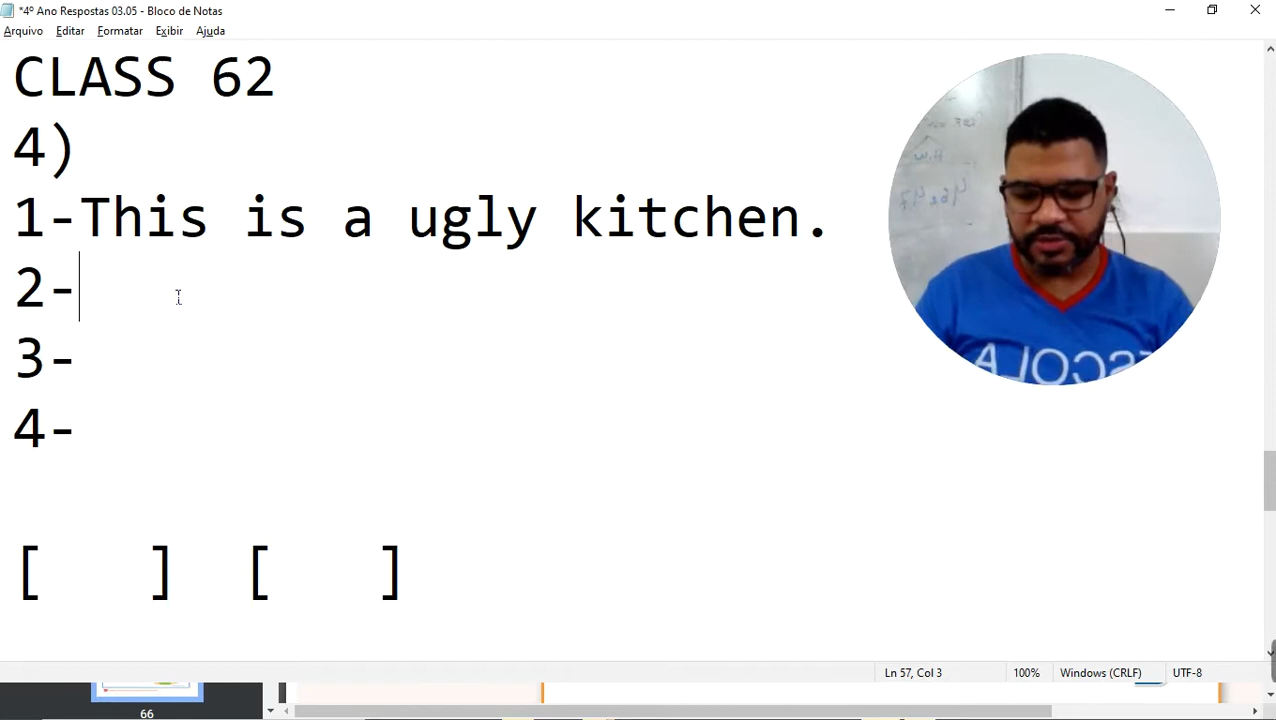 *4º Ano Respostas 03.05 - Bloco de Notas
Arquivo Editar Formatar Exibir Ajuda
CLASS 62
4)
1-This is a ugly kitchen.
2-
3-
4-
[ ] [ ]
ESCOLA
Ln 57, Col 3 100% Windows (CRLF) UTF-8
66